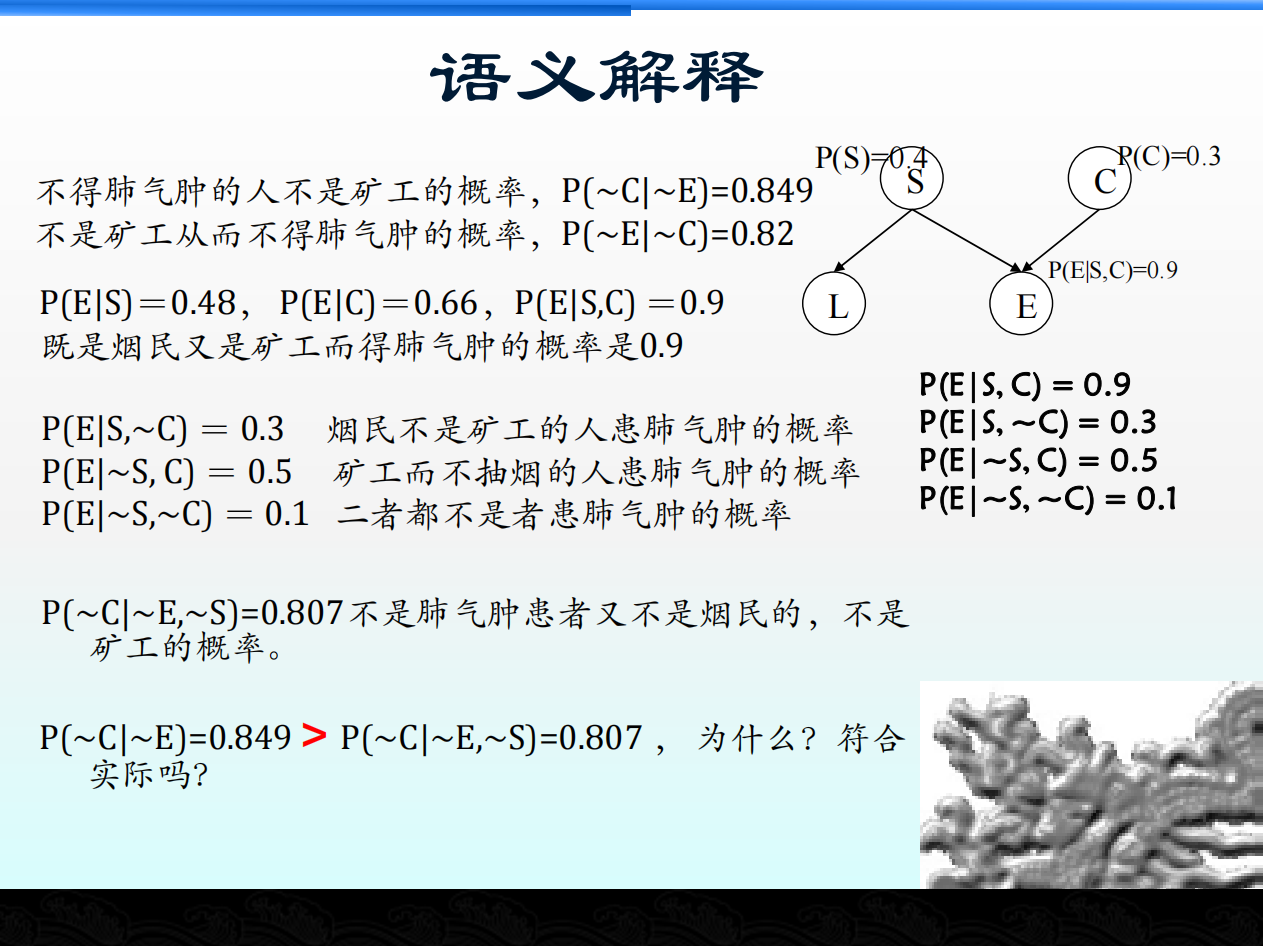 语义解释
不得肺气肿的人不是矿工的概率，P(~C|~E)=0.849
不是矿工从而不得肺气肿的概率，P(~E|~C)=0.82
P(E|S)＝0.48， P(E|C)＝0.66，P(E|S,C) ＝0.9
既是烟民又是矿工而得肺气肿的概率是0.9
P(E|S,~C) ＝ 0.3 烟民不是矿工的人患肺气肿的概率
P(E|~S, C) ＝ 0.5 矿工而不抽烟的人患肺气肿的概率
P(E|~S,~C) ＝ 0.1 二者都不是者患肺气肿的概率
P(~C|~E,~S)=0.807不是肺气肿患者又不是烟民的，不是
矿工的概率。
P(~C|~E)=0.849 > P(~C|~E,~S)=0.807 ， 为什么？符合
实际吗？
P(S)=0.4
P(C)=0.3
S
C
P(E|S,C)=0.9
L
E
P(E|S, C) = 0.9
P(E|S, ~C) = 0.3
P(E|~S, C) = 0.5
P(E|~S, ~C) = 0.1